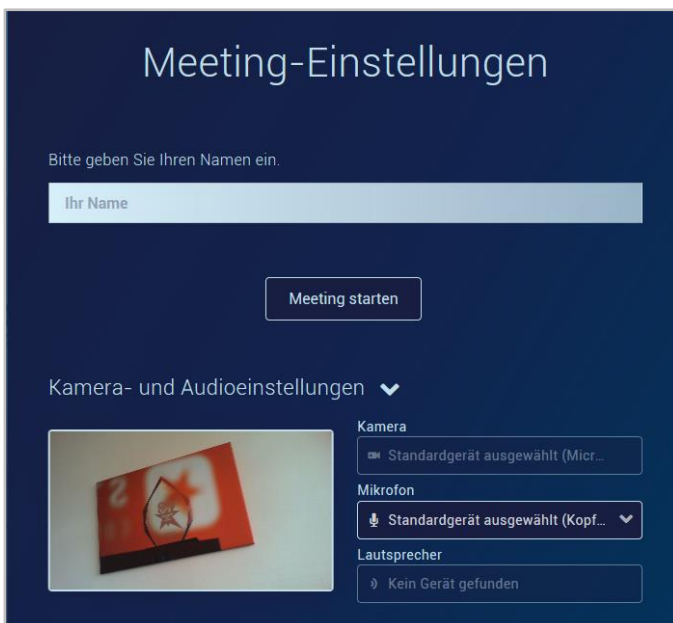 Meeting-Einstellungen
Bitte geben Sie Ihren Namen ein.
Ihr Name
Meeting starten
Kamera- und Audioeinstellungen
Kamera
Standardgerät ausgewählt (Micr...
Mikrofon
Standardgerät ausgewählt (Kopf...
Lautsprecher
Kein Gerät gefunden